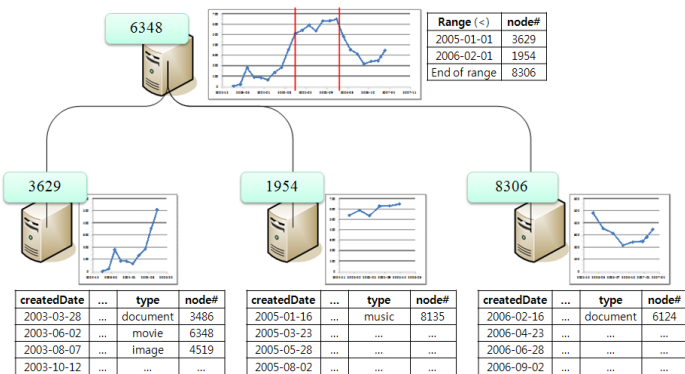 6348
Range (<) node#
2005-01-01 3629
2006-02-01 1954
End of range 8306
3629
1954
8306
createdDate ... type node#
2003-03-28 ... document 3486
2003-06-02 ... movie 6348
2003-08-07 ... image 4519
2003-10-12 ... ... ...
createdDate ... type node#
2005-01-16 ... music 8135
2005-03-23 ... ... ...
2005-05-28 ... ... ...
2005-08-02 ... ... ...
createdDate ... type node#
2006-02-16 ... document 6124
2006-04-23 ... ... ...
2006-06-28 ... ... ...
2006-09-02 ... ... ...